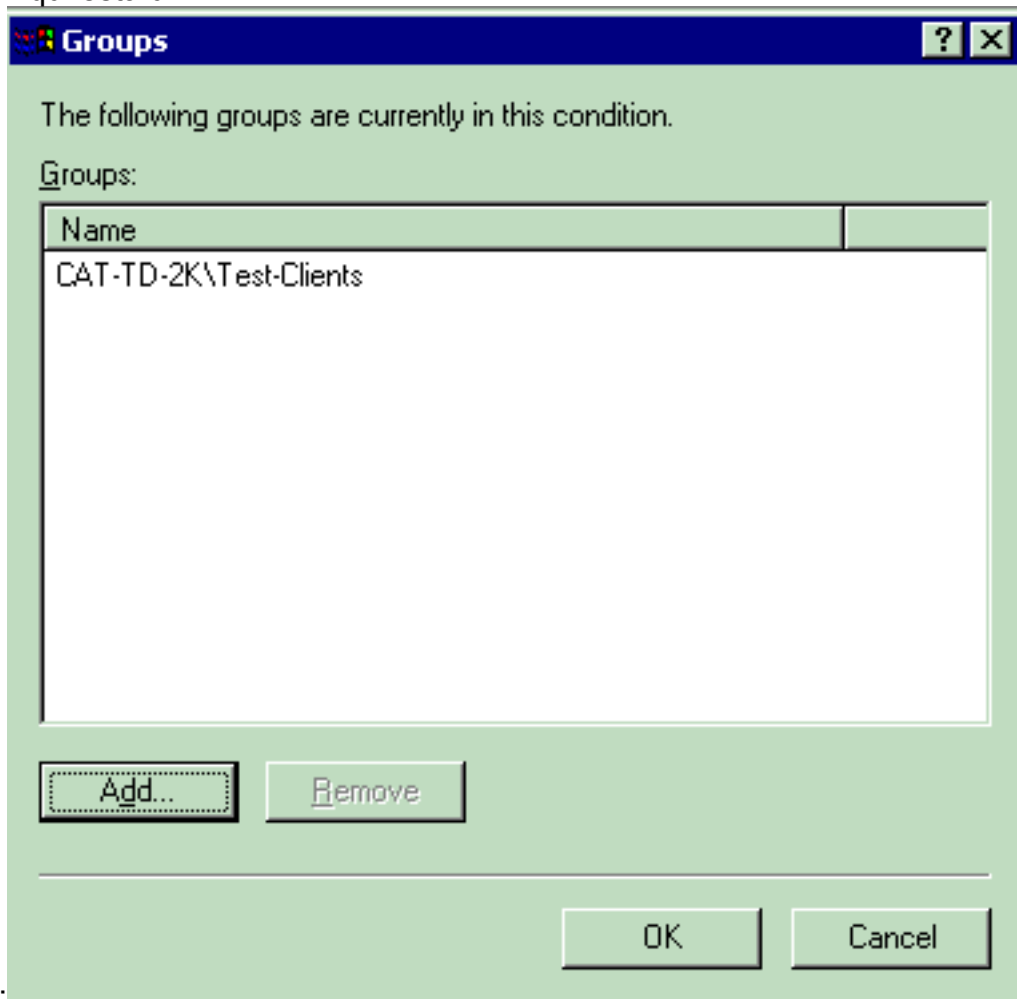 Groups
The following groups are currently in this condition.
Groups:
Name
CAT-TD-2K\Test-Clients
Add...
Remove
OK
Cancel
.